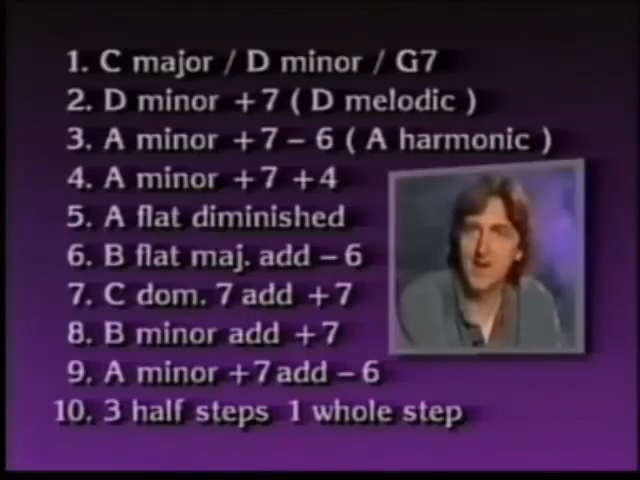 1. C major / D minor / G7
2. D minor +7 ( D melodic )
3. A minor +7 – 6 ( A harmonic )
4. A minor +7 +4
5. A flat diminished
6. B flat maj. add – 6
7. C dom. 7 add +7
8. B minor add +7
9. A minor +7 add – 6
10. 3 half steps 1 whole step